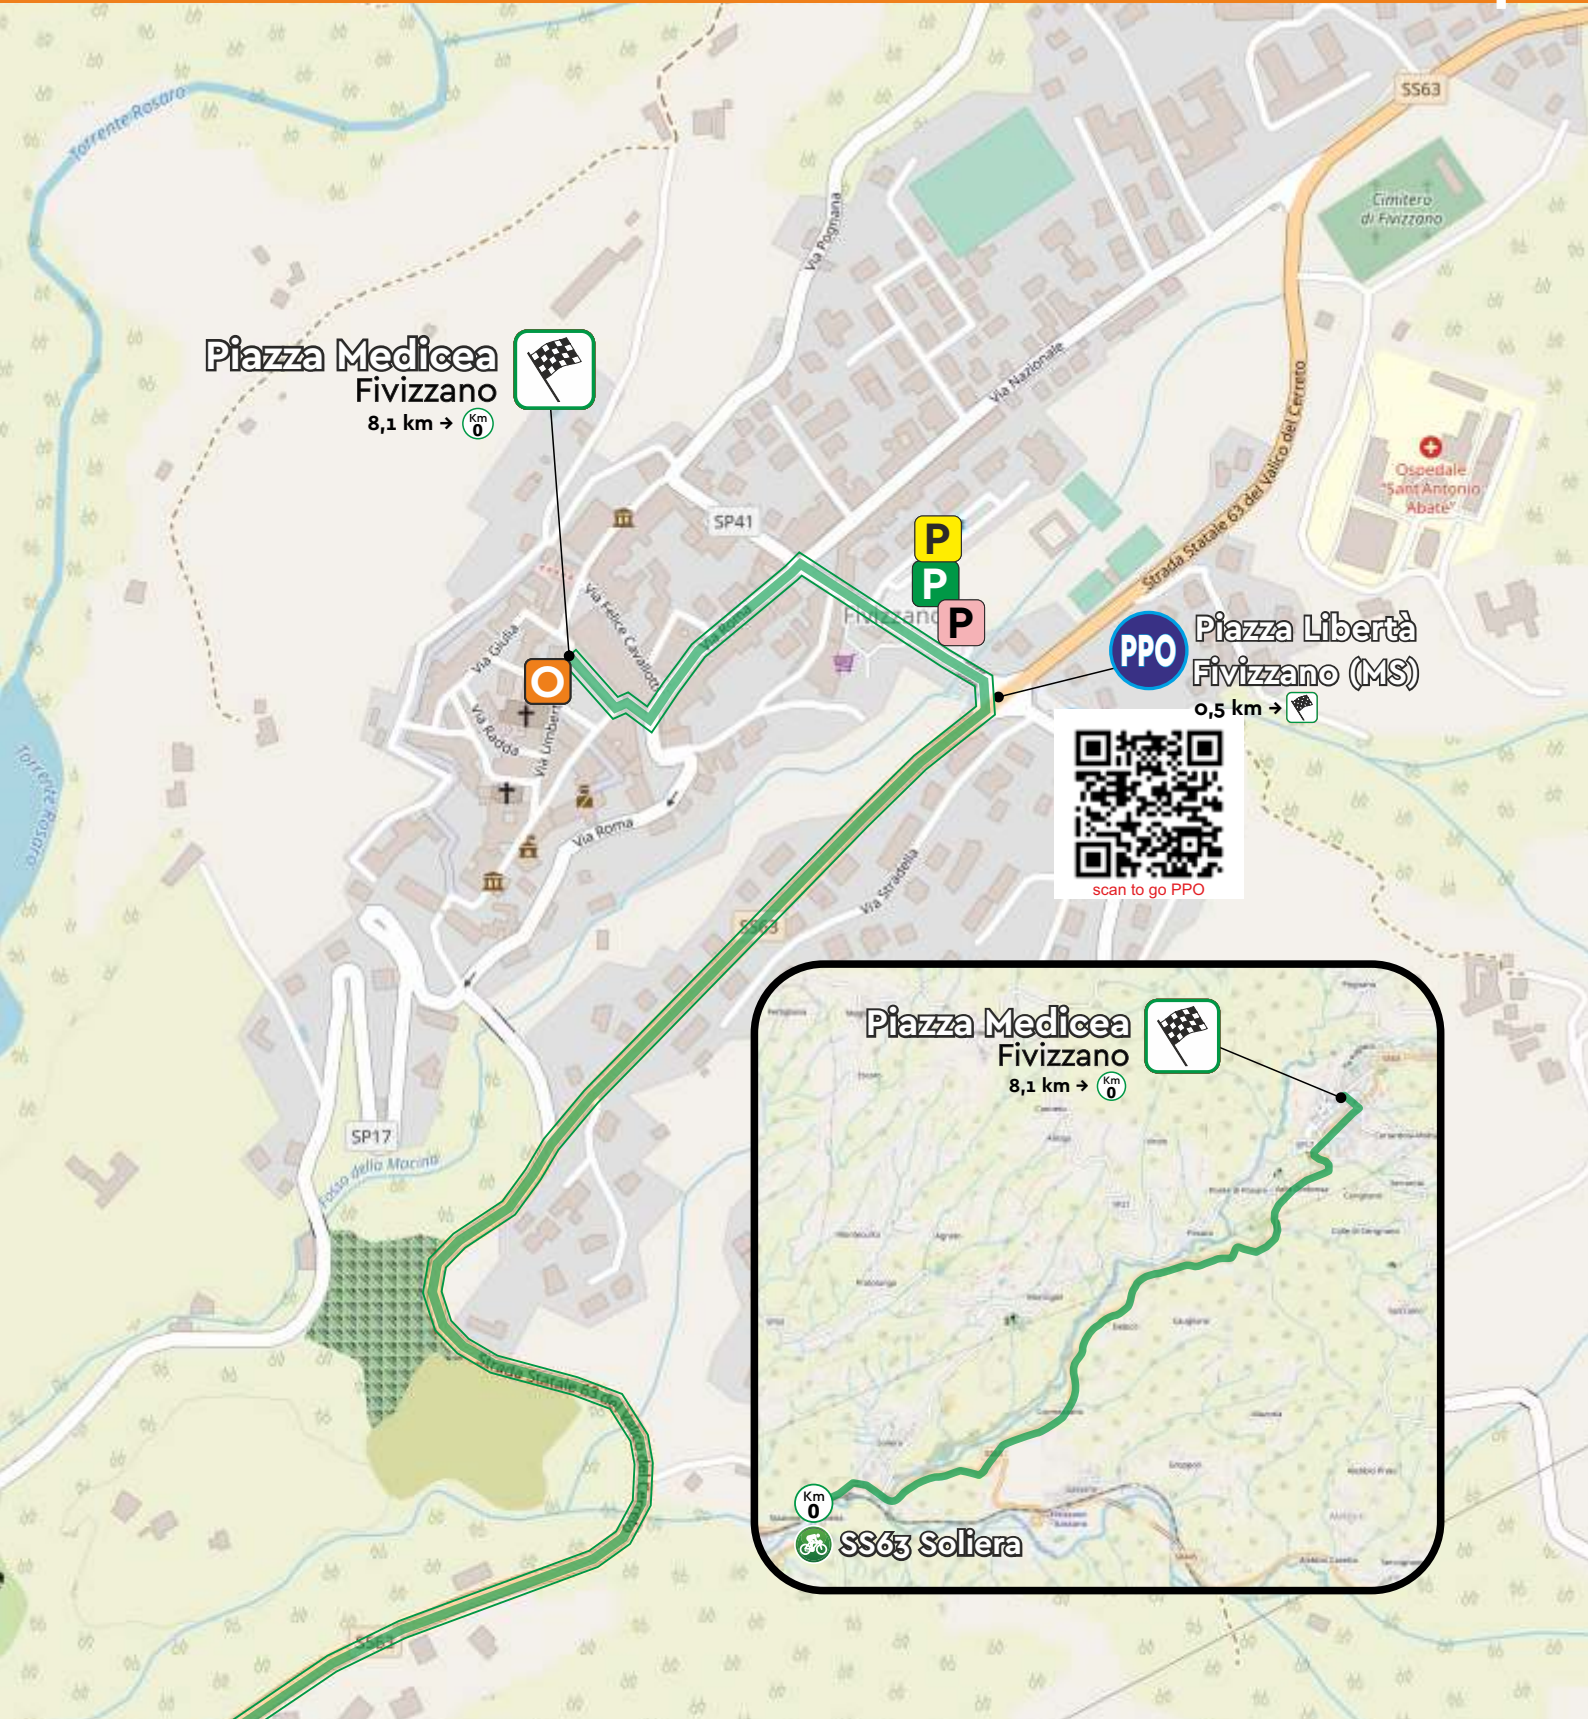 SS63
Torrente Rosaro
Cimitero
di Fivizzano
Via Pognana
Piazza Medicea
Fivizzano
8,1 km → Km 0
Via Nazionale
Strada Statale 63 del Valico del Cerreto
Ospedale
"Sant'Antonio
Abate"
SP41
P
P
P
Fivizzano
Via Felice Cavallotti
Via Roma
Via Giulia
PPO
Piazza Libertà
Fivizzano (MS)
0,5 km →
O
Via Radda
Via Umberto
Torrente Rosaro
Via Roma
Via Stradella
scan to go PPO
SS63
SP17
Fosso della Macina
Strada Statale 63 del Valico del Cerreto
SS63
Piazza Medicea
Fivizzano
8,1 km → Km 0
Km
0
SS63 Soliera